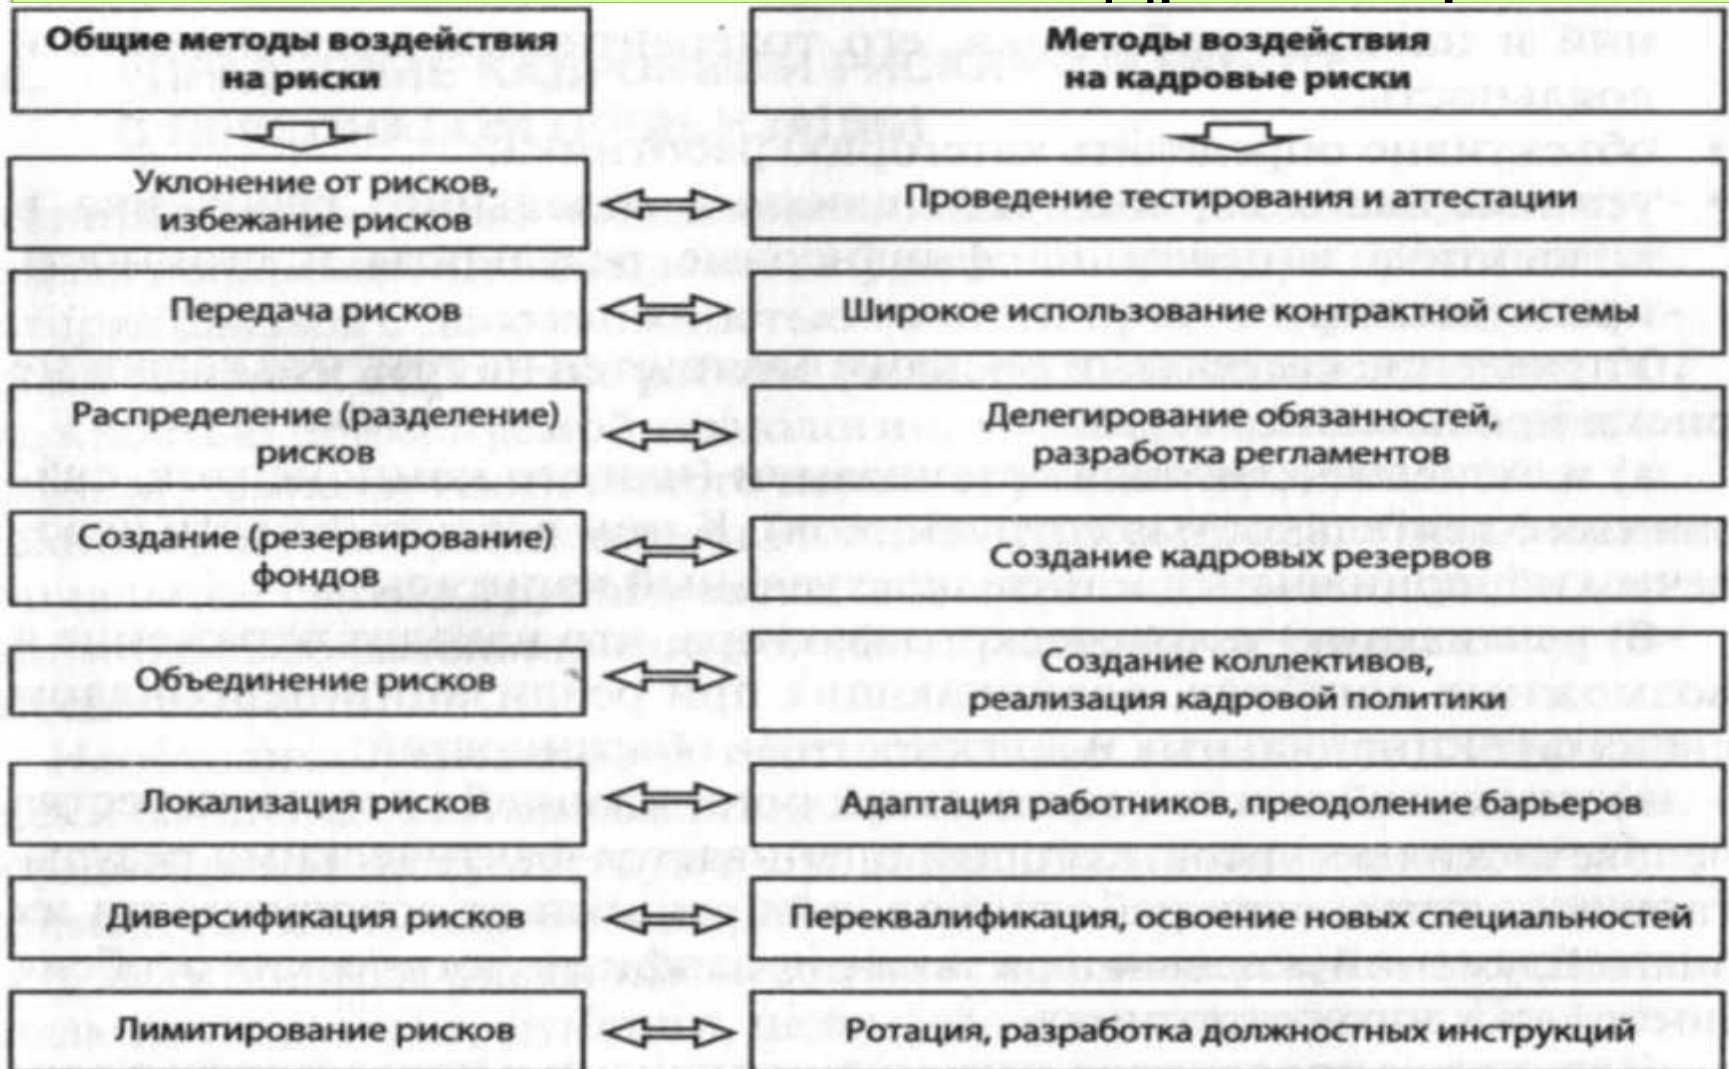 Общие методы воздействия
на риски
Методы воздействия
на кадровые риски
Уклонение от рисков,
избежание рисков
Проведение тестирования и аттестации
Передача рисков
Широкое использование контрактной системы
Распределение (разделение)
рисков
Делегирование обязанностей,
разработка регламентов
Создание (резервирование)
фондов
Создание кадровых резервов
Объединение рисков
Создание коллективов,
реализация кадровой политики
Локализация рисков
Адаптация работников, преодоление барьеров
Диверсификация рисков
Переквалификация, освоение новых специальностей
Лимитирование рисков
Ротация, разработка должностных инструкций